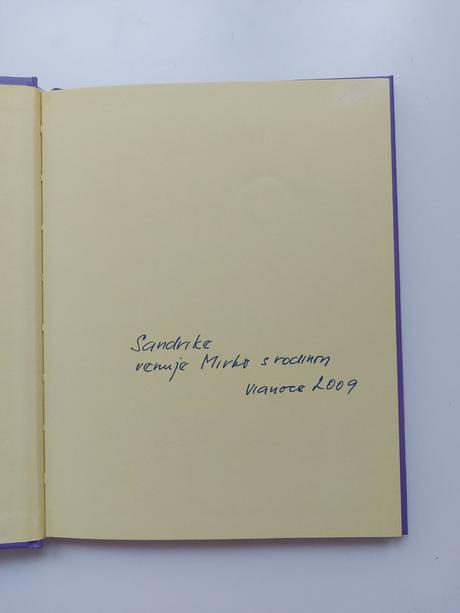 Sandrike
venuje Mirko s rodinou
vianoce 2009